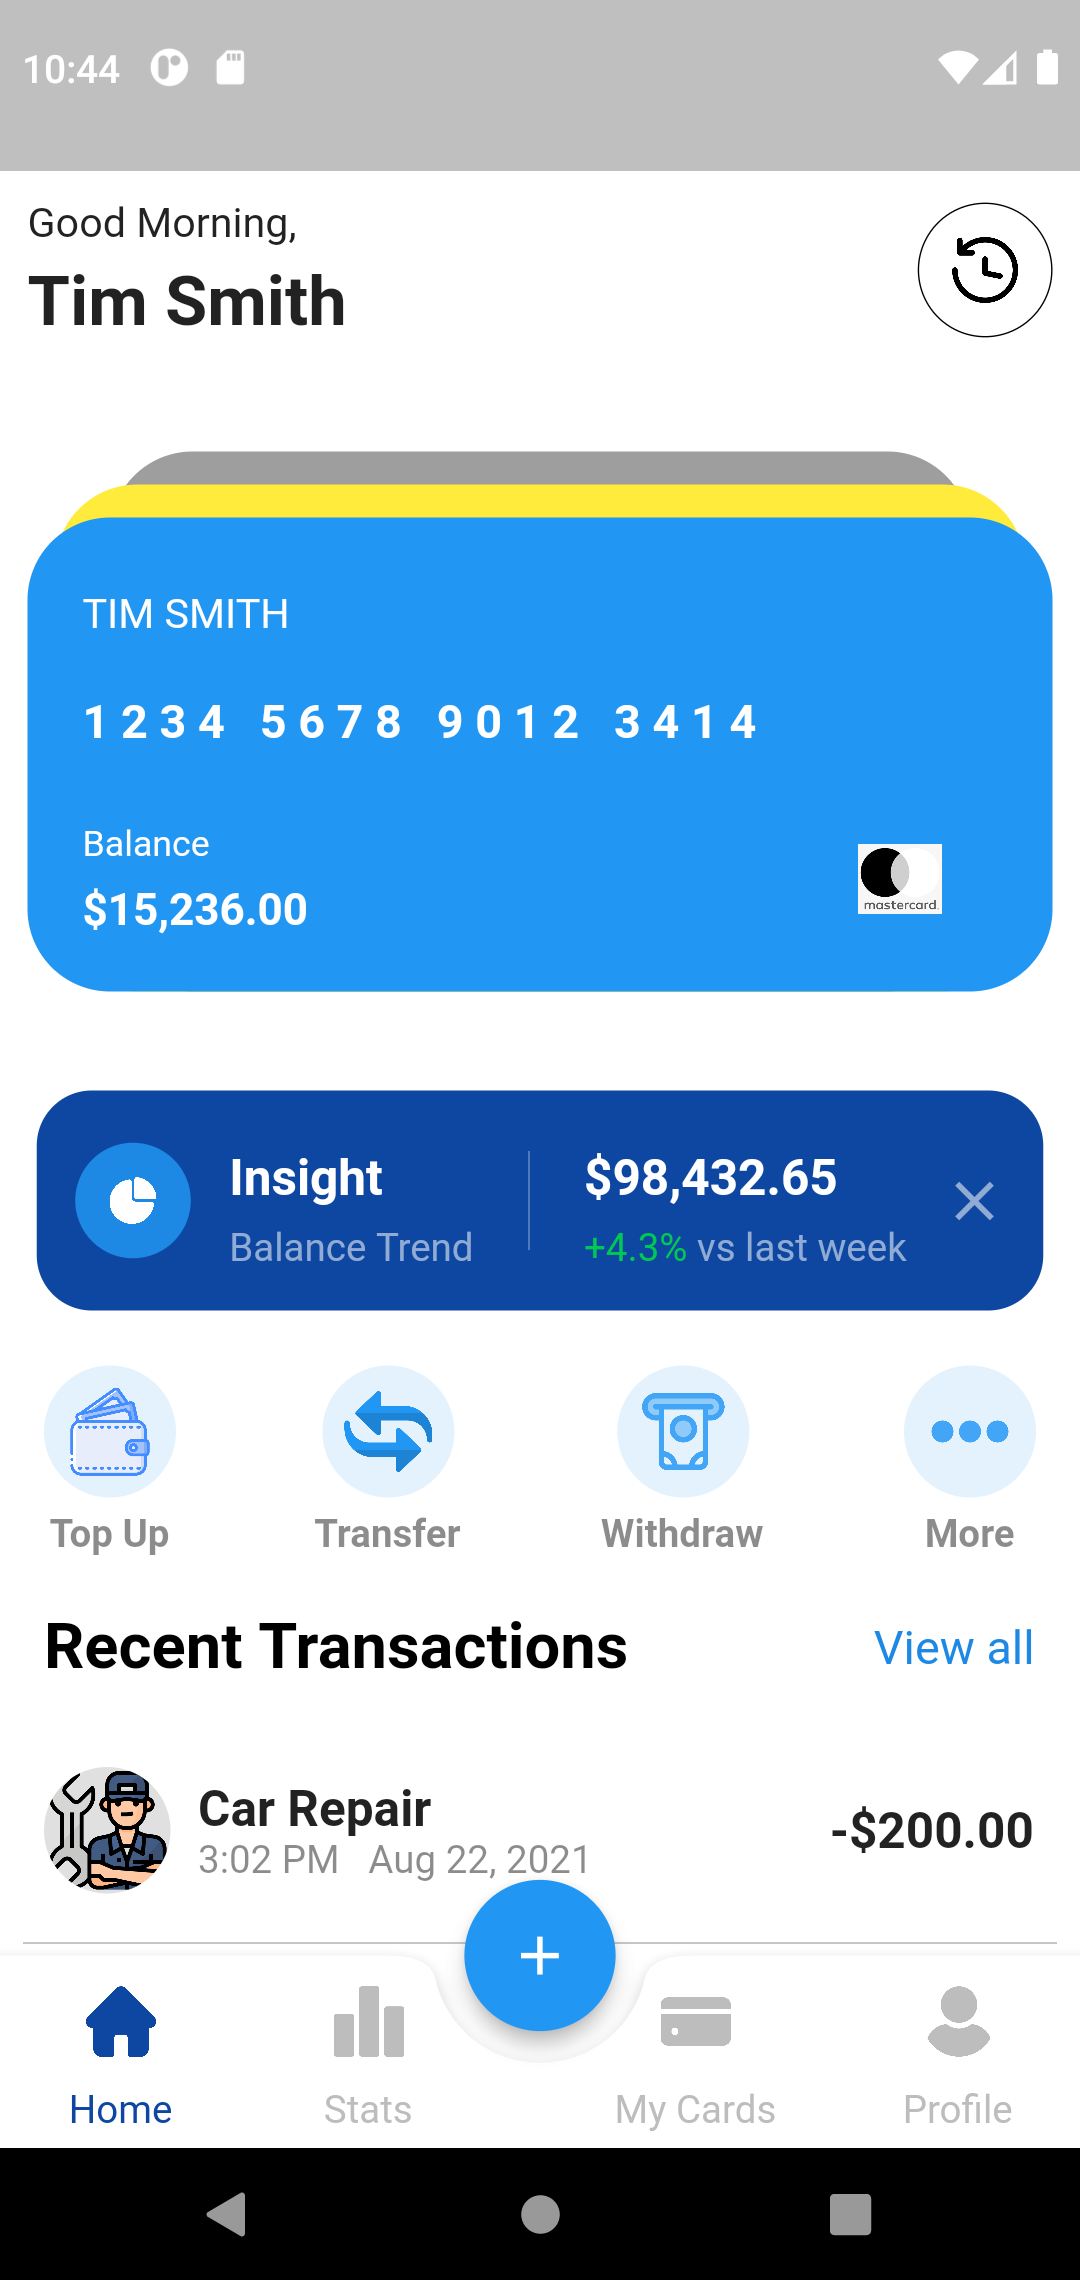 10:44
Good Morning,
Tim Smith
TIM SMITH
1234 5678 9012 3414
Balance
$15,236.00
mastercard.
Insight
Balance Trend
$98,432.65
+4.3% vs last week
Top Up
Transfer
Withdraw
More
Recent Transactions
View all
Car Repair
3:02 PM Aug 22, 2021
-$200.00
Home
Stats
My Cards
Profile